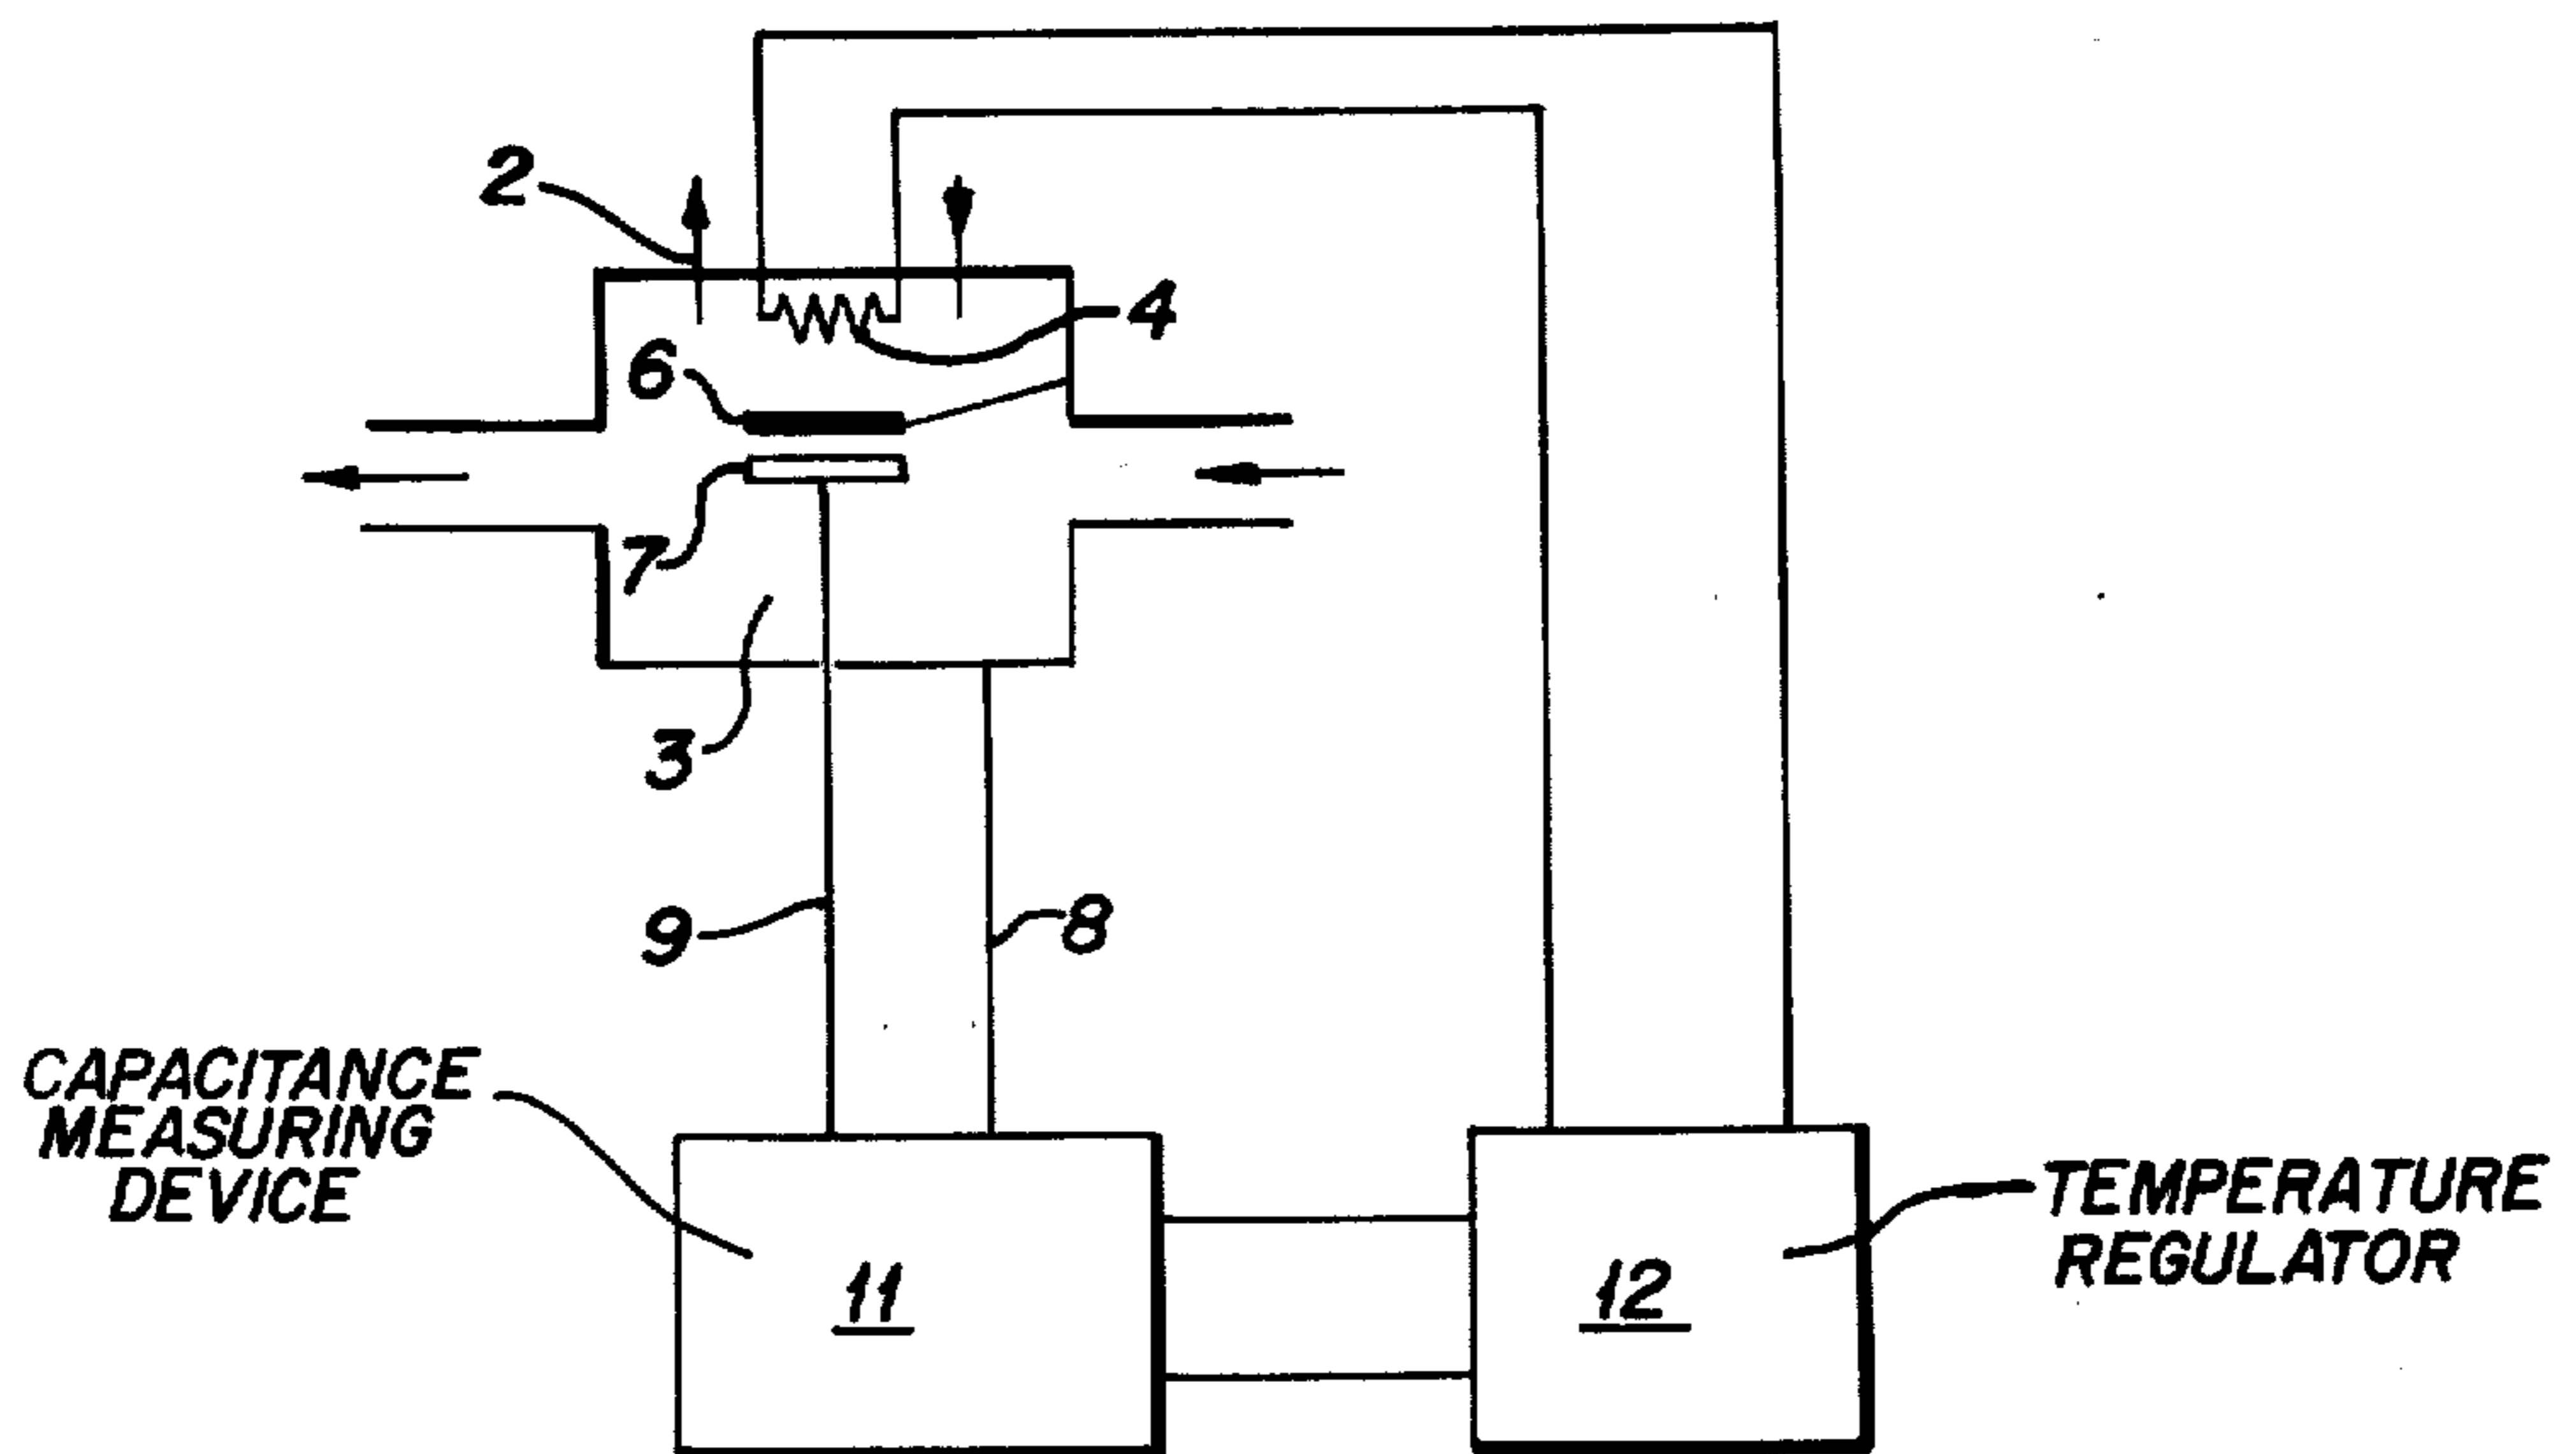 2
4
6
7
3
9
8
CAPACITANCE
MEASURING
DEVICE
11
12
TEMPERATURE
REGULATOR